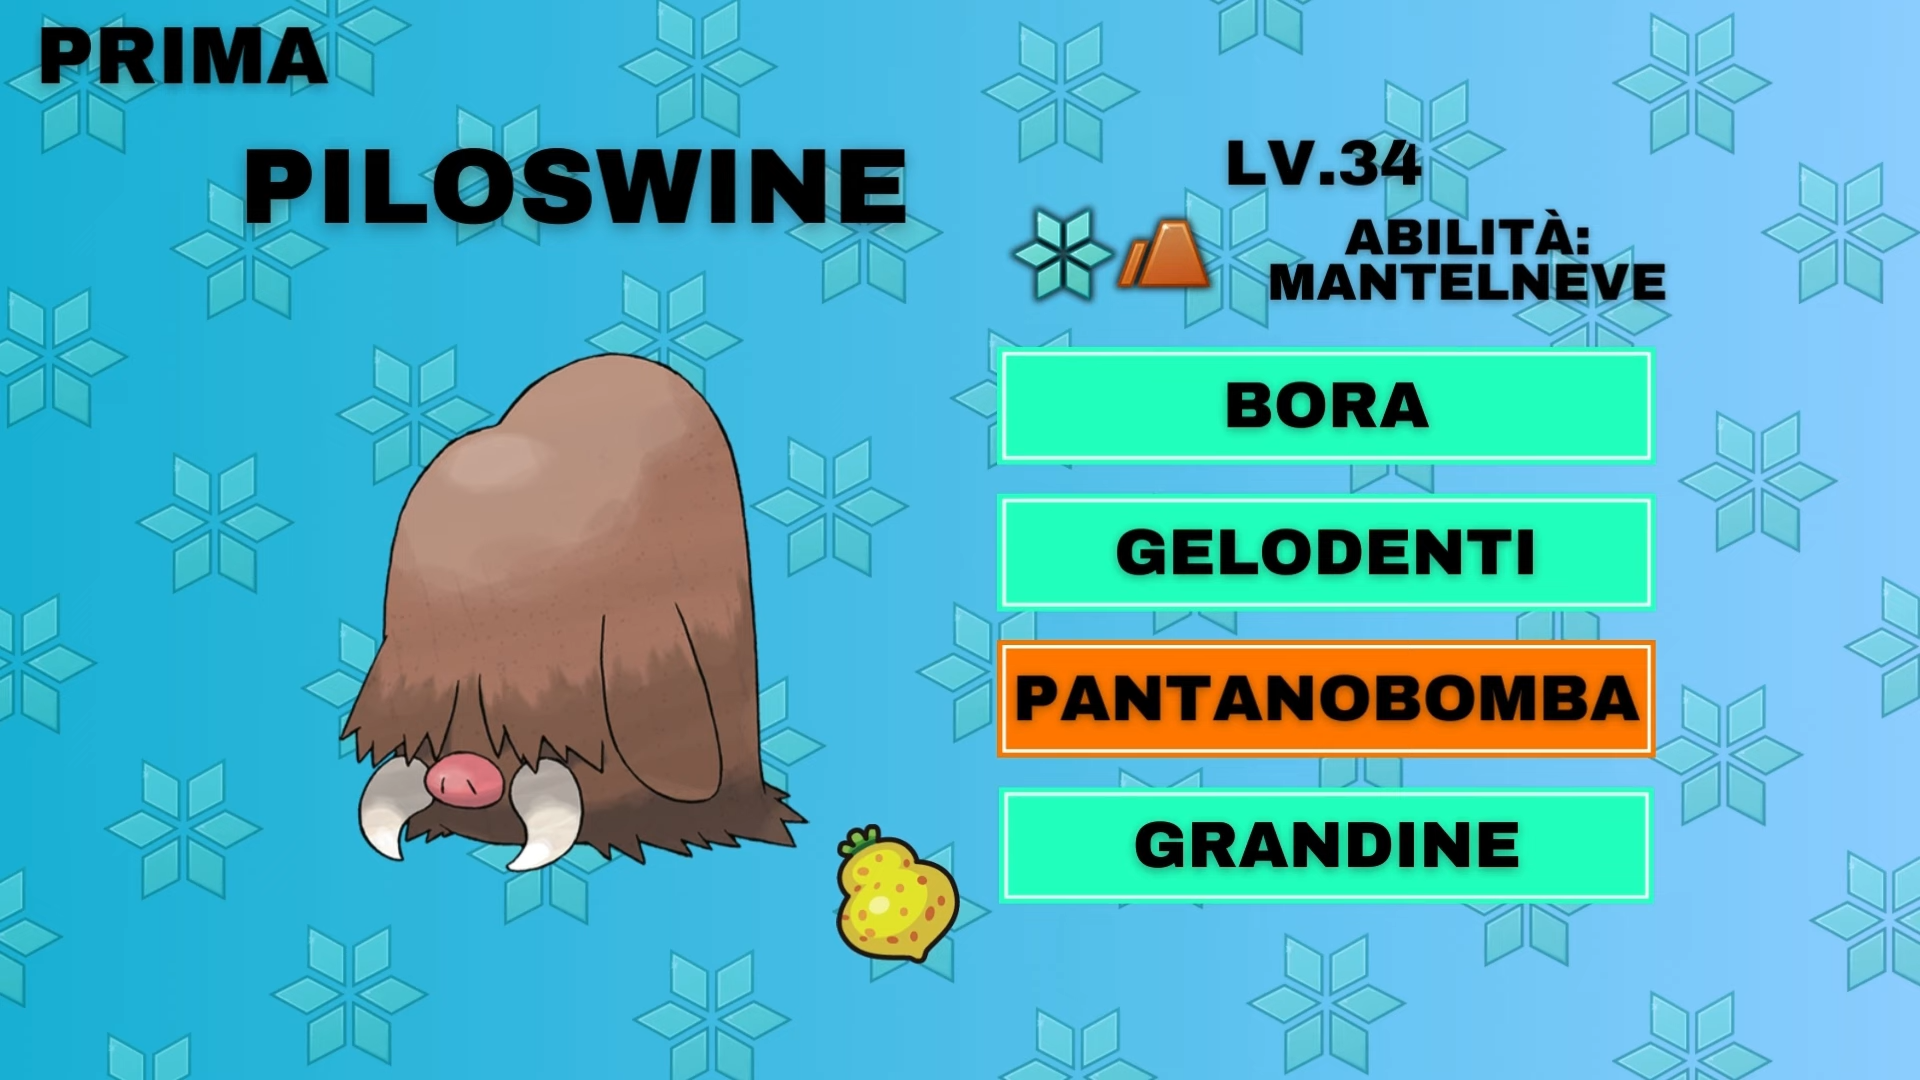 PRIMA
PILOSWINE
LV.34
ABILITÀ:
MANTELNEVE
BORA
GELODENTI
PANTANOBOMBA
GRANDINE